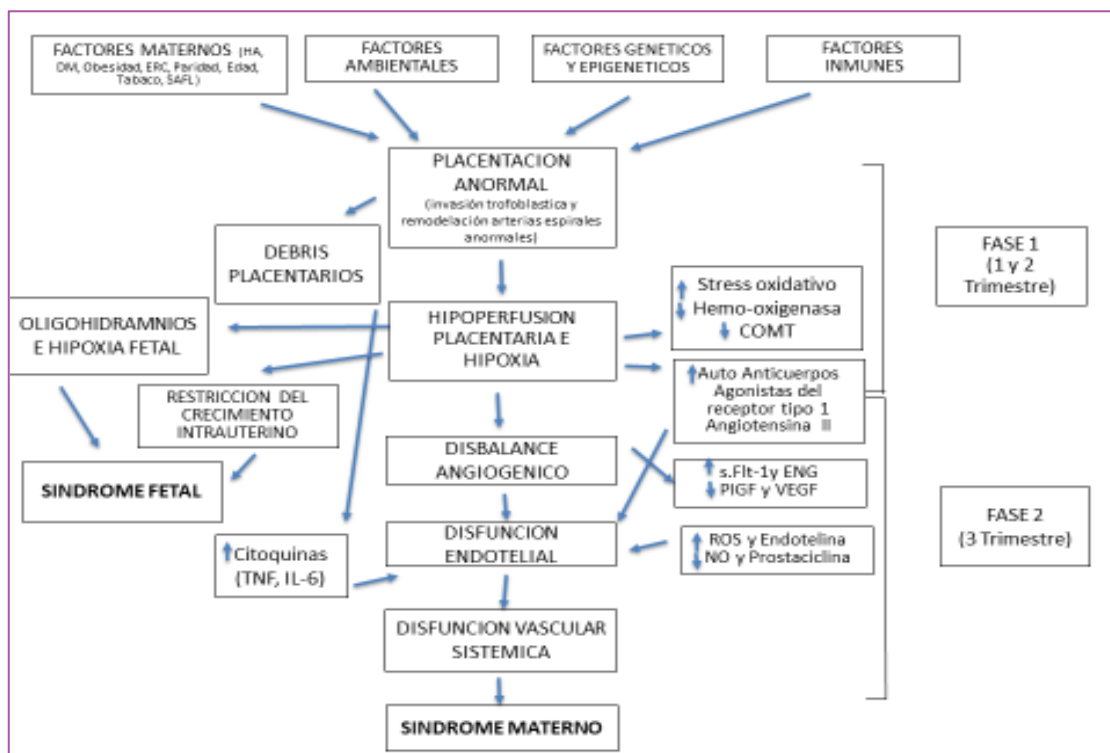 FACTORES MATERNOS (HA,
DM, Obesidad, ERC, Paridad, Edad,
Tabaco, SAFL)
FACTORES
AMBIENTALES
FACTORES GENETICOS
Y EPIGENETICOS
FACTORES
INMUNES
PLACENTACION
ANORMAL
(invasión trofoblastica y
remodelación arterias espirales
anormales)
DEBRIS
PLACENTARIOS
FASE 1
(1 y 2
Trimestre)
Stress oxidativo
Hemo-oxigenasa
COMT
OLIGOHIDRAMNIOS
E HIPOXIA FETAL
HIPOPERFUSION
PLACENTARIA E
HIPOXIA
Auto Anticuerpos
Agonistas del
receptor tipo 1
Angiotensina II
RESTRICCION DEL
CRECIMIENTO
INTRAUTERINO
DISBALANCE
ANGIOGENICO
s.Flt-1y ENG
PIGF y VEGF
SINDROME FETAL
FASE 2
(3 Trimestre)
Citoquinas
(TNF, IL-6)
DISFUNCION
ENDOTELIAL
ROS y Endotelina
NO y Prostaciclina
DISFUNCION VASCULAR
SISTEMICA
SINDROME MATERNO